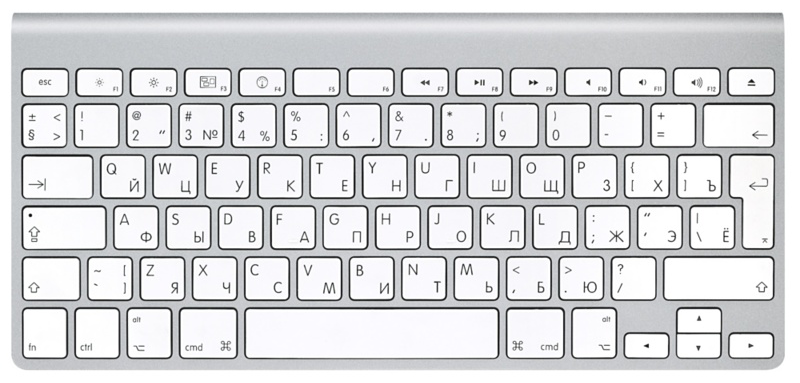 esc F1 F2 F3 F4 F5 F6 F7 F8 F9 F10 F11 F12
± < ! @ # $ % ^ & * ( ) – +
§ > 1 2 “ 3 № 4 % 5 : 6 , 7 . 8 ; 9 0 - =
Q W E R T Y U I O P { }
Й Ц У К Е Н Г Ш Щ З [ Х ] Ъ
A S D F G H J K L : “ |
Ф Ы В А П Р О Л Д ; Ж ‘ Э \ Ё
~ [ Z X C V B N M < > ?
` ] Я Ч С М И Т Ь , Б . Ю /
alt alt
fn ctrl cmd ⌘ ⌘ cmd